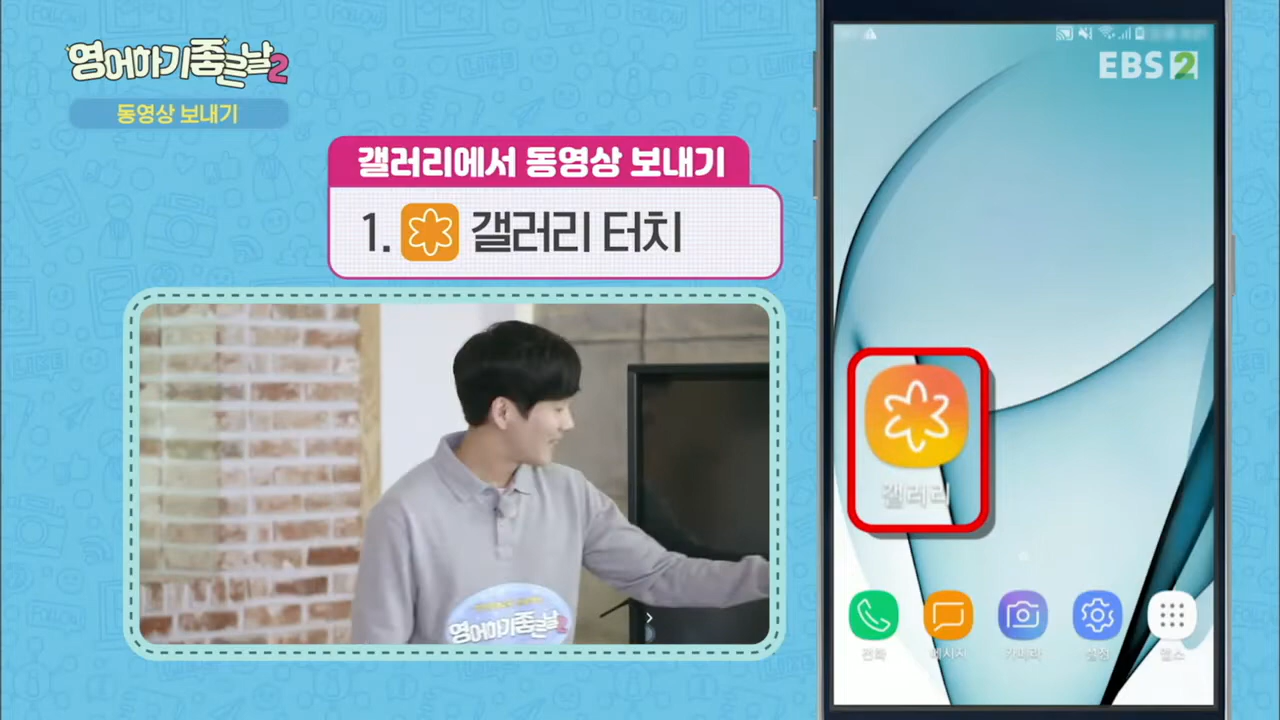 영어하기좋은날2
동영상 보내기
EBS 2
갤러리에서 동영상 보내기
1. 갤러리 터치
갤러리
영어하기좋은날2
전화
메시지
카메라
설정
앱스
LIKE
FOLLOW